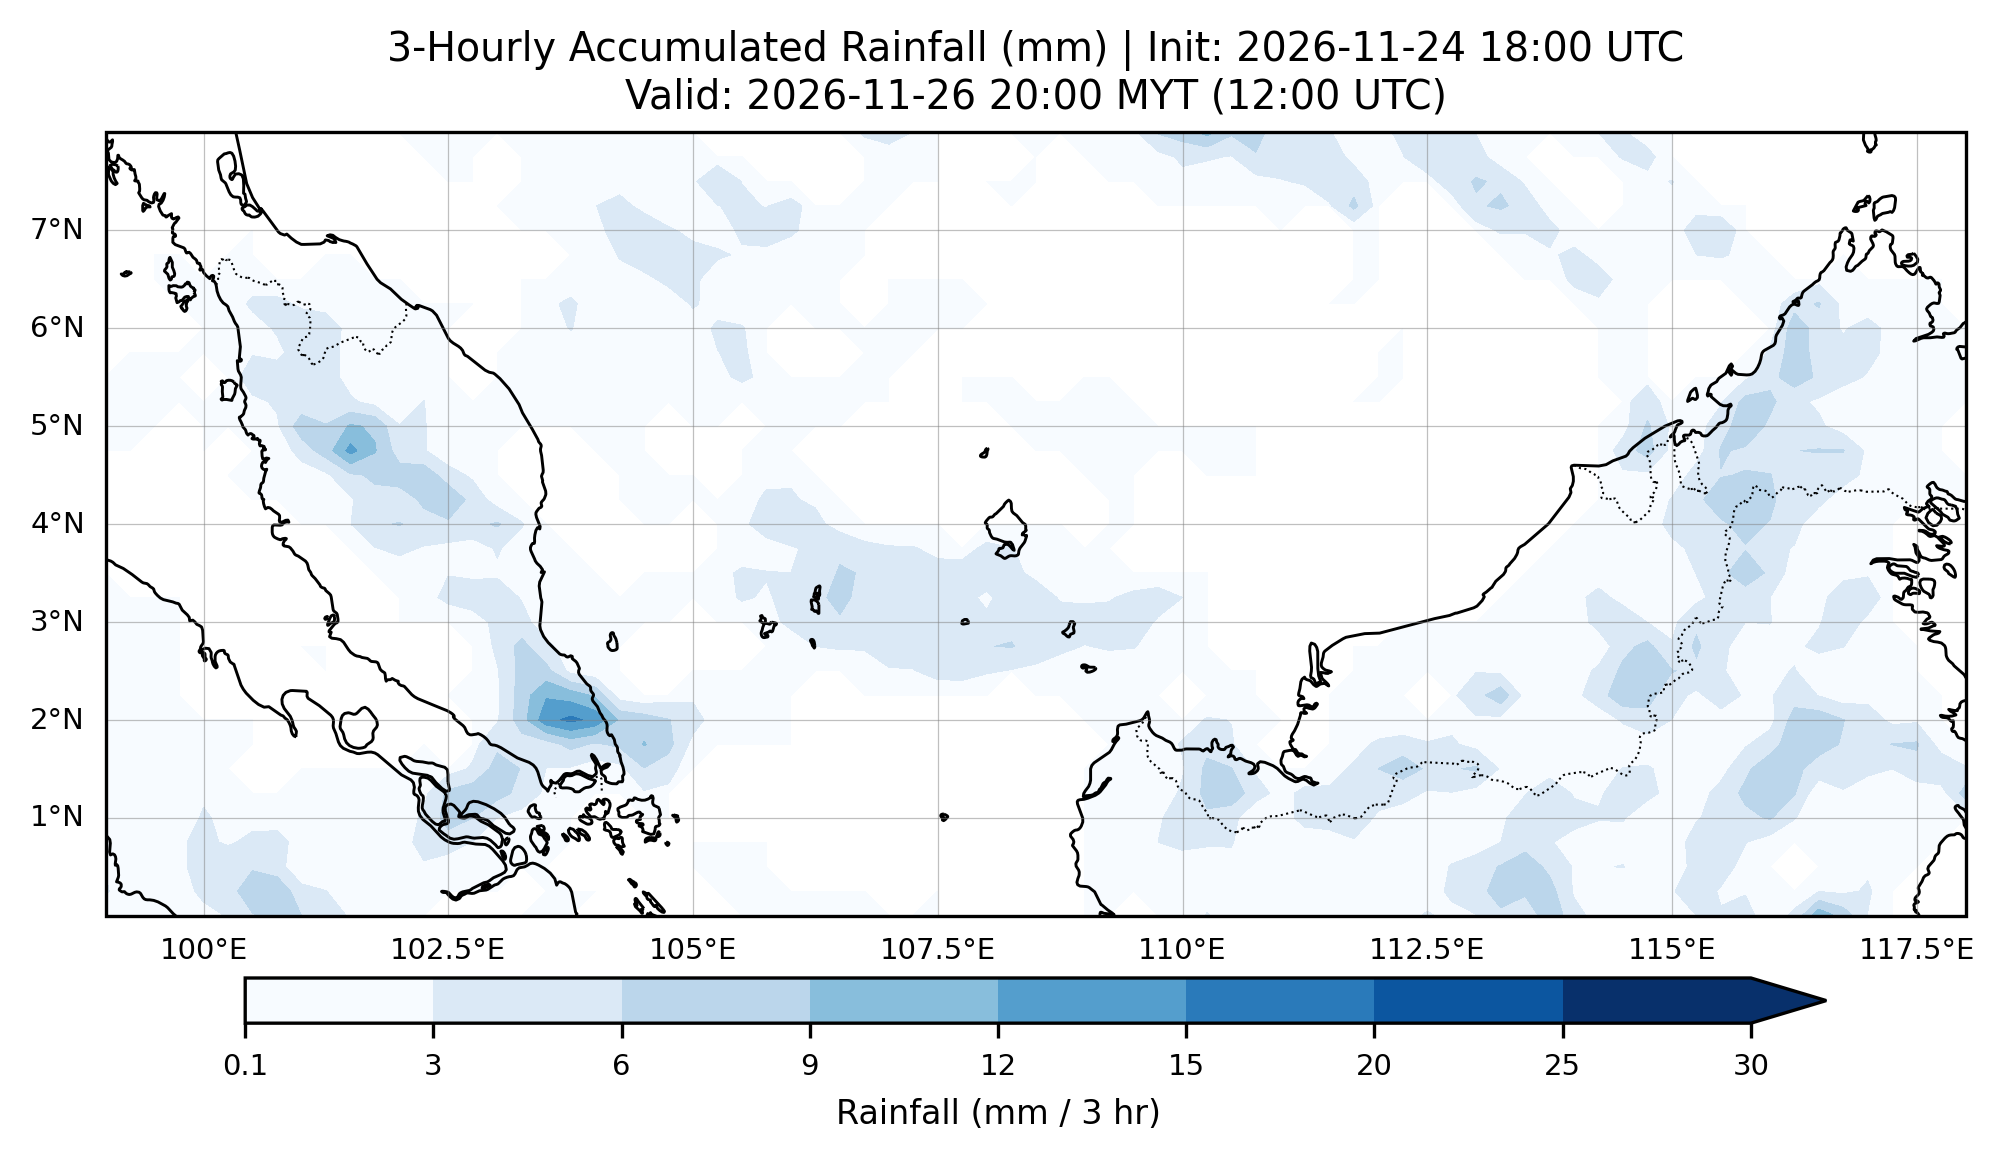 3-Hourly Accumulated Rainfall (mm) | Init: 2026-11-24 18:00 UTC
Valid: 2026-11-26 20:00 MYT (12:00 UTC)
7°N
6°N
5°N
4°N
3°N
2°N
1°N
100°E 102.5°E 105°E 107.5°E 110°E 112.5°E 115°E 117.5°E
0.1 3 6 9 12 15 20 25 30
Rainfall (mm / 3 hr)